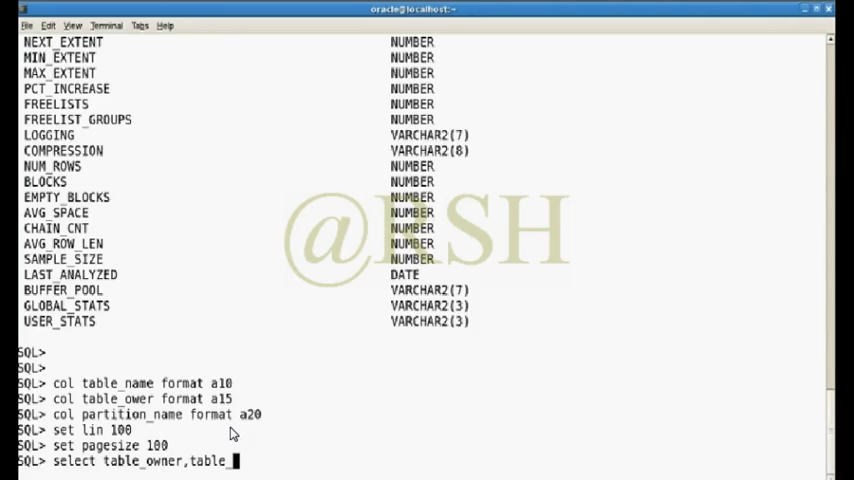 oracle@localhost:~
File Edit View Terminal Tabs Help
NEXT_EXTENT NUMBER
MIN_EXTENT NUMBER
MAX_EXTENT NUMBER
PCT_INCREASE NUMBER
FREELISTS NUMBER
FREELIST_GROUPS NUMBER
LOGGING VARCHAR2(7)
COMPRESSION VARCHAR2(8)
NUM_ROWS NUMBER
BLOCKS NUMBER
EMPTY_BLOCKS NUMBER
AVG_SPACE NUMBER
CHAIN_CNT NUMBER
AVG_ROW_LEN NUMBER
SAMPLE_SIZE NUMBER
LAST_ANALYZED DATE
BUFFER_POOL VARCHAR2(7)
GLOBAL_STATS VARCHAR2(3)
USER_STATS VARCHAR2(3)
@RSH
SQL>
SQL>
SQL> col table_name format a10
SQL> col table_ower format a15
SQL> col partition_name format a20
SQL> set lin 100
SQL> set pagesize 100
SQL> select table_owner,table_